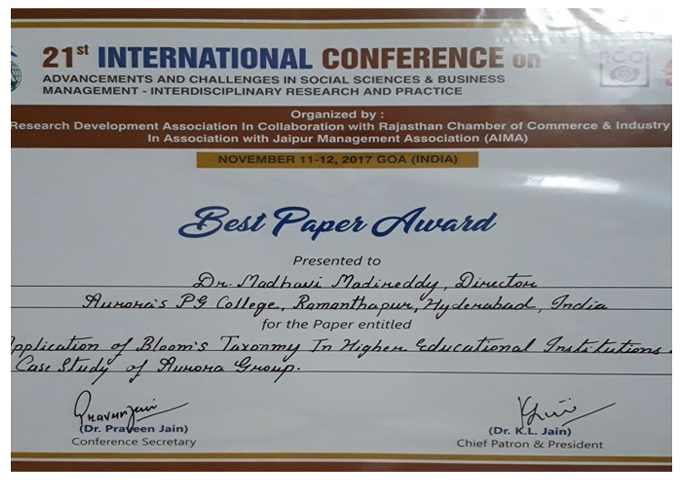 21st INTERNATIONAL CONFERENCE on
RCC
ADVANCEMENTS AND CHALLENGES IN SOCIAL SCIENCES & BUSINESS
MANAGEMENT - INTERDISCIPLINARY RESEARCH AND PRACTICE
Organized by :
Research Development Association In Collaboration with Rajasthan Chamber of Commerce & Industry
In Association with Jaipur Management Association (AIMA)
NOVEMBER 11-12, 2017 GOA (INDIA)
Best Paper Award
Presented to
Dr. Madhavi Madireddy, Director
Aurora's PG College, Ramanthapur, Hyderabad, India
for the Paper entitled
pplication of Bloom's Taxonmy In Higher Educational Institutions
Case Study of Aurora Group.
(Dr. Praveen Jain)
Conference Secretary
(Dr. K.L. Jain)
Chief Patron & President